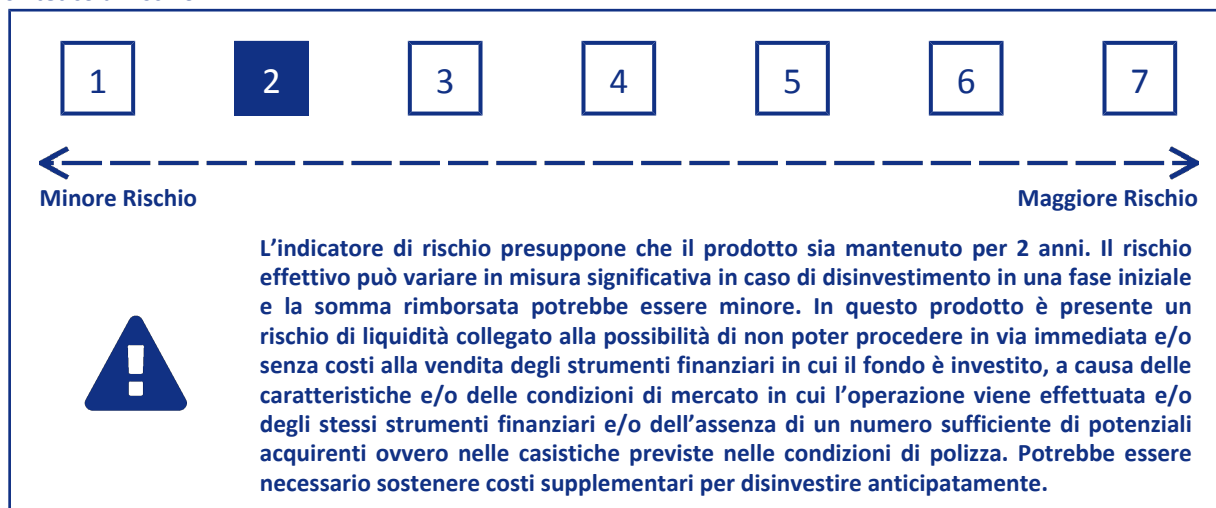 1 2 3 4 5 6 7
Minore Rischio Maggiore Rischio
L’indicatore di rischio presuppone che il prodotto sia mantenuto per 2 anni. Il rischio
effettivo può variare in misura significativa in caso di disinvestimento in una fase iniziale
e la somma rimborsata potrebbe essere minore. In questo prodotto è presente un
rischio di liquidità collegato alla possibilità di non poter procedere in via immediata e/o
senza costi alla vendita degli strumenti finanziari in cui il fondo è investito, a causa delle
caratteristiche e/o delle condizioni di mercato in cui l’operazione viene effettuata e/o
degli stessi strumenti finanziari e/o dell’assenza di un numero sufficiente di potenziali
acquirenti ovvero nelle casistiche previste nelle condizioni di polizza. Potrebbe essere
necessario sostenere costi supplementari per disinvestire anticipatamente.